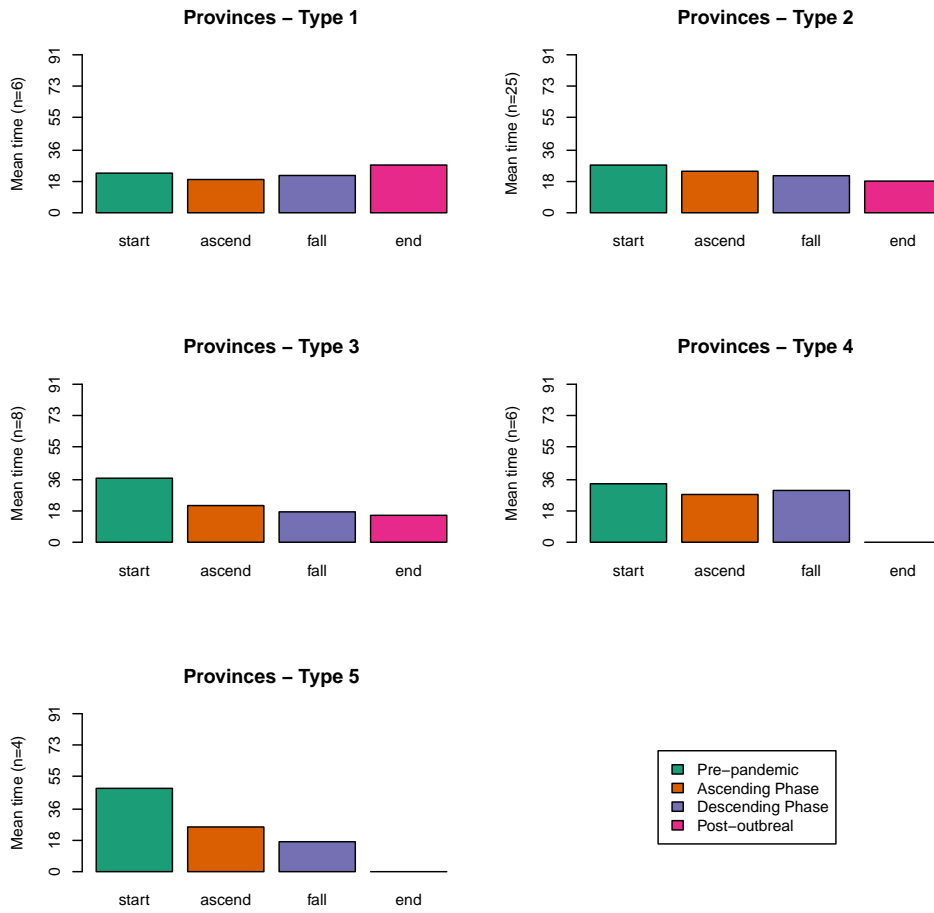 Provinces − Type 1
Mean time (n=6)
0 18 36 55 73 91
start ascend fall end
Provinces − Type 2
Mean time (n=25)
0 18 36 55 73 91
start ascend fall end
Provinces − Type 3
Mean time (n=8)
0 18 36 55 73 91
start ascend fall end
Provinces − Type 4
Mean time (n=6)
0 18 36 55 73 91
start ascend fall end
Provinces − Type 5
Mean time (n=4)
0 18 36 55 73 91
start ascend fall end
Pre−pandemic
Ascending Phase
Descending Phase
Post−outbreal